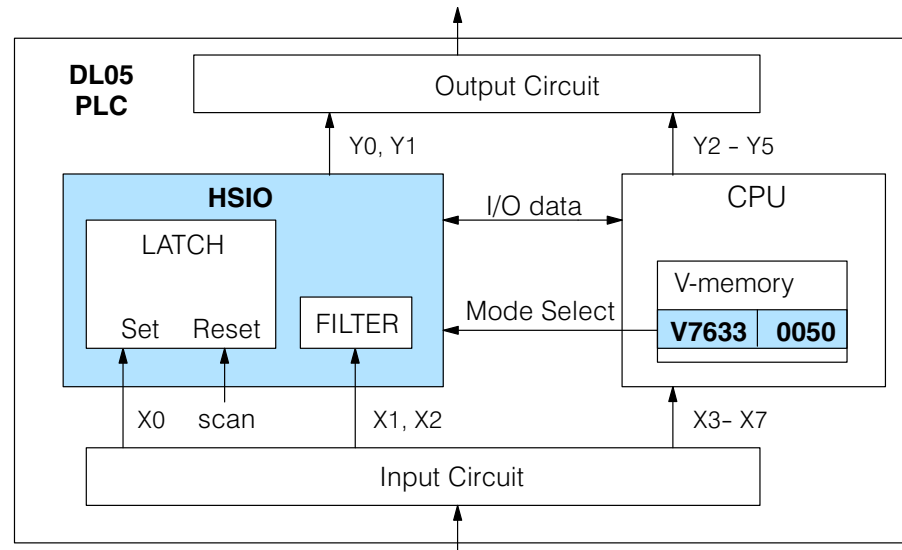 DL05
PLC
Output Circuit
Y0, Y1
Y2 - Y5
HSIO
CPU
I/O data
LATCH
V-memory
Set
Reset
FILTER
Mode Select
V7633
0050
X0
scan
X1, X2
X3- X7
Input Circuit